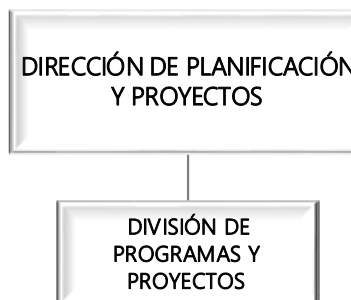 DIRECCIÓN DE PLANIFICACIÓN
Y PROYECTOS
DIVISIÓN DE
PROGRAMAS Y
PROYECTOS